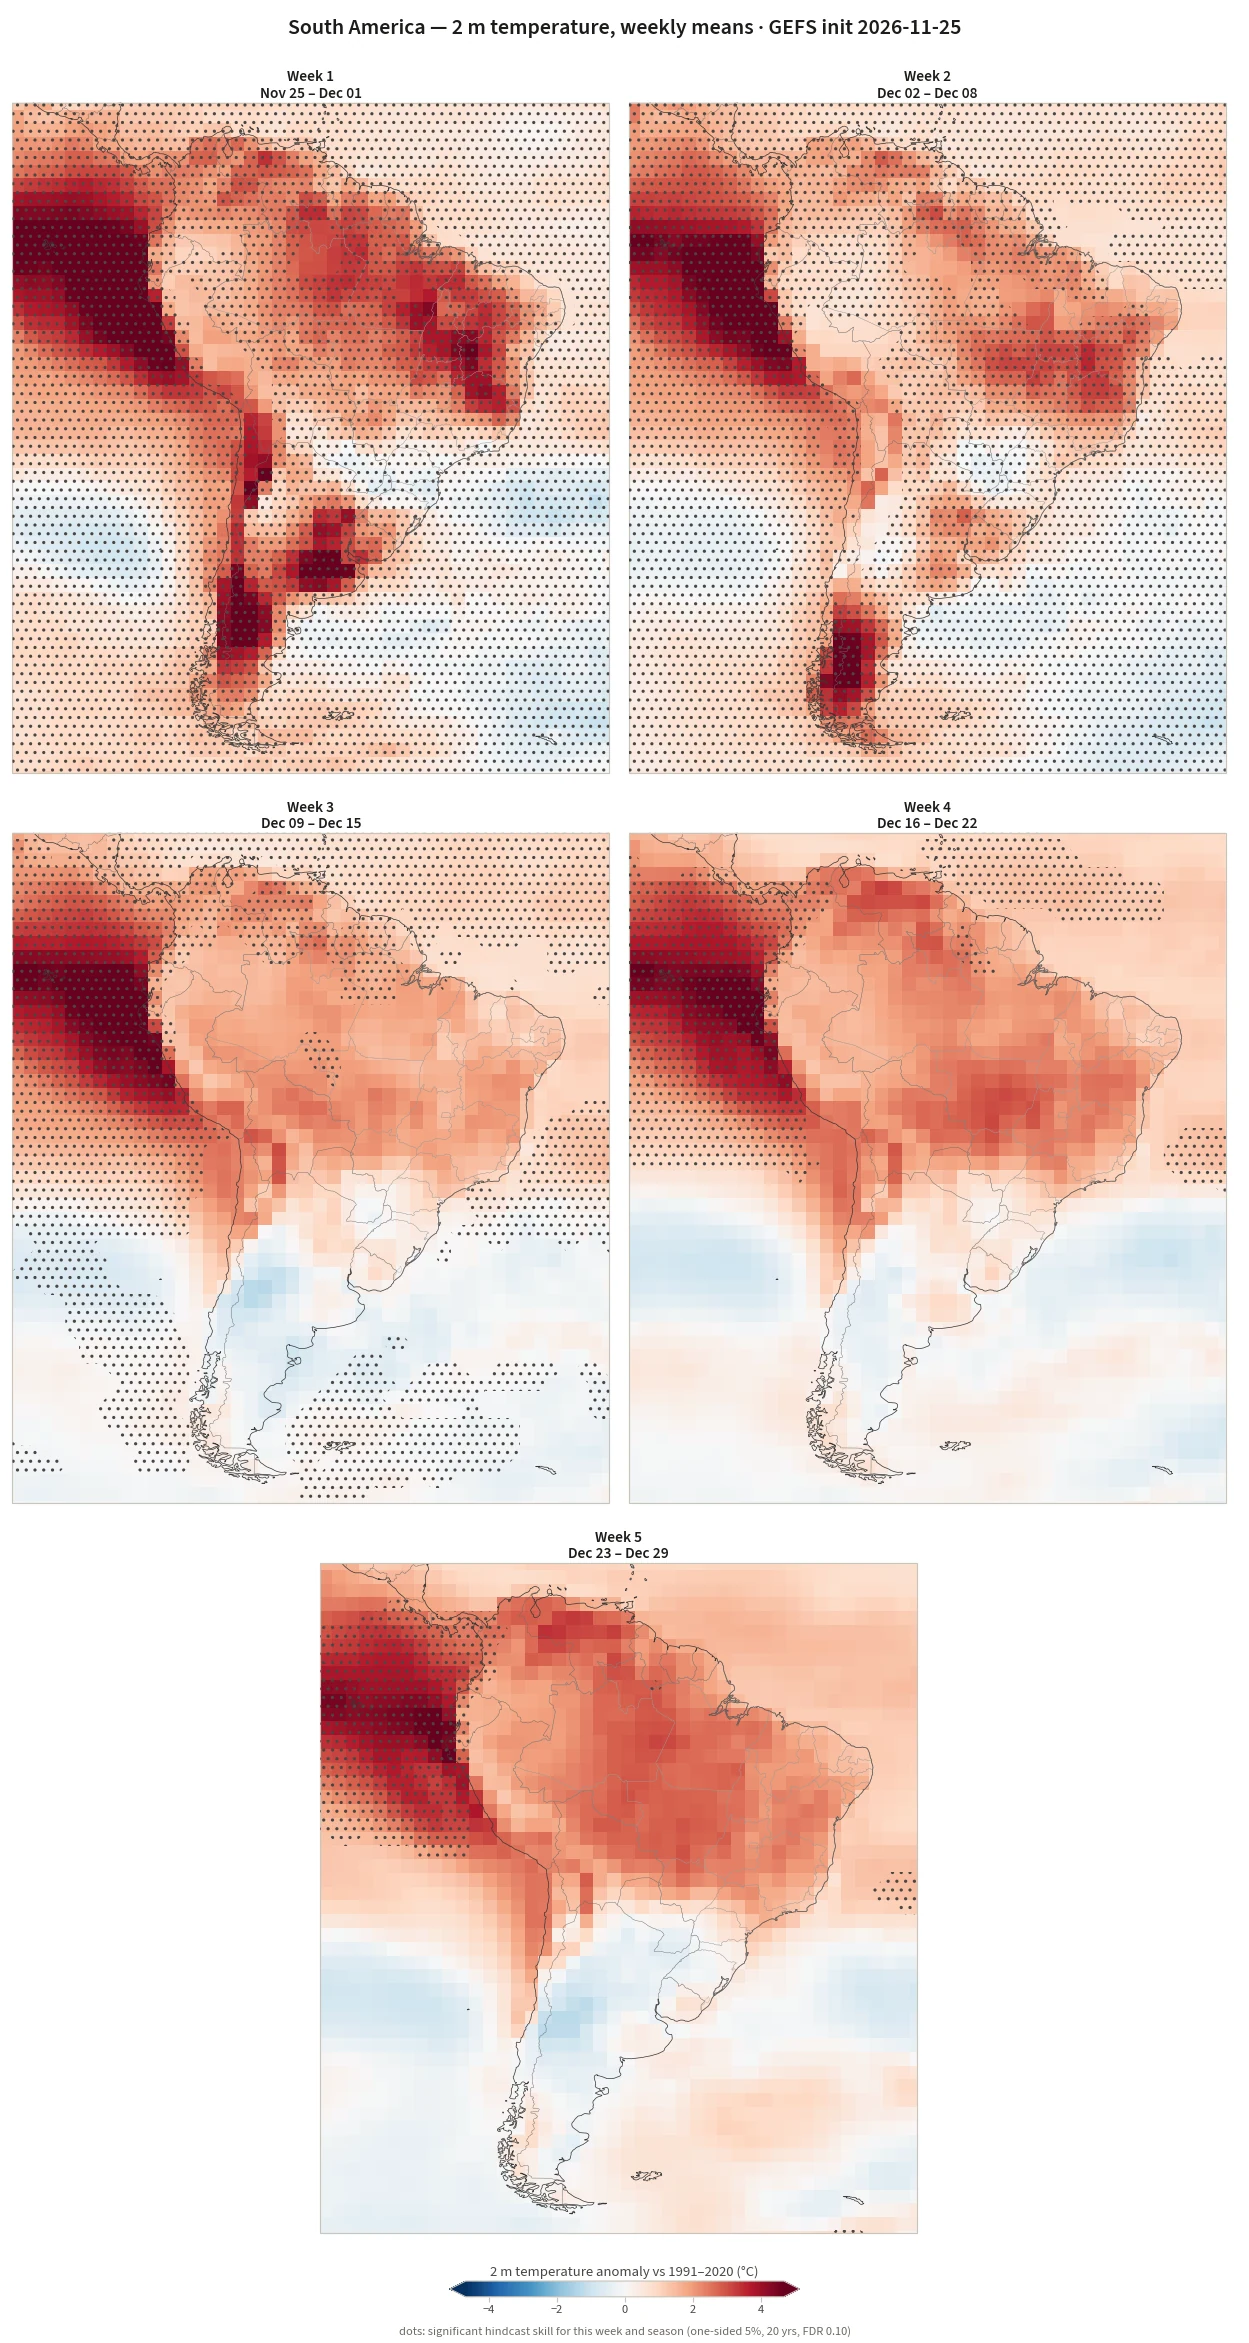 South America — 2 m temperature, weekly means · GEFS init 2026-11-25
Week 1
Nov 25 – Dec 01
Week 2
Dec 02 – Dec 08
Week 3
Dec 09 – Dec 15
Week 4
Dec 16 – Dec 22
Week 5
Dec 23 – Dec 29
2 m temperature anomaly vs 1991–2020 (°C)
−4 −2 0 2 4
dots: significant hindcast skill for this week and season (one-sided 5%, 20 yrs, FDR 0.10)